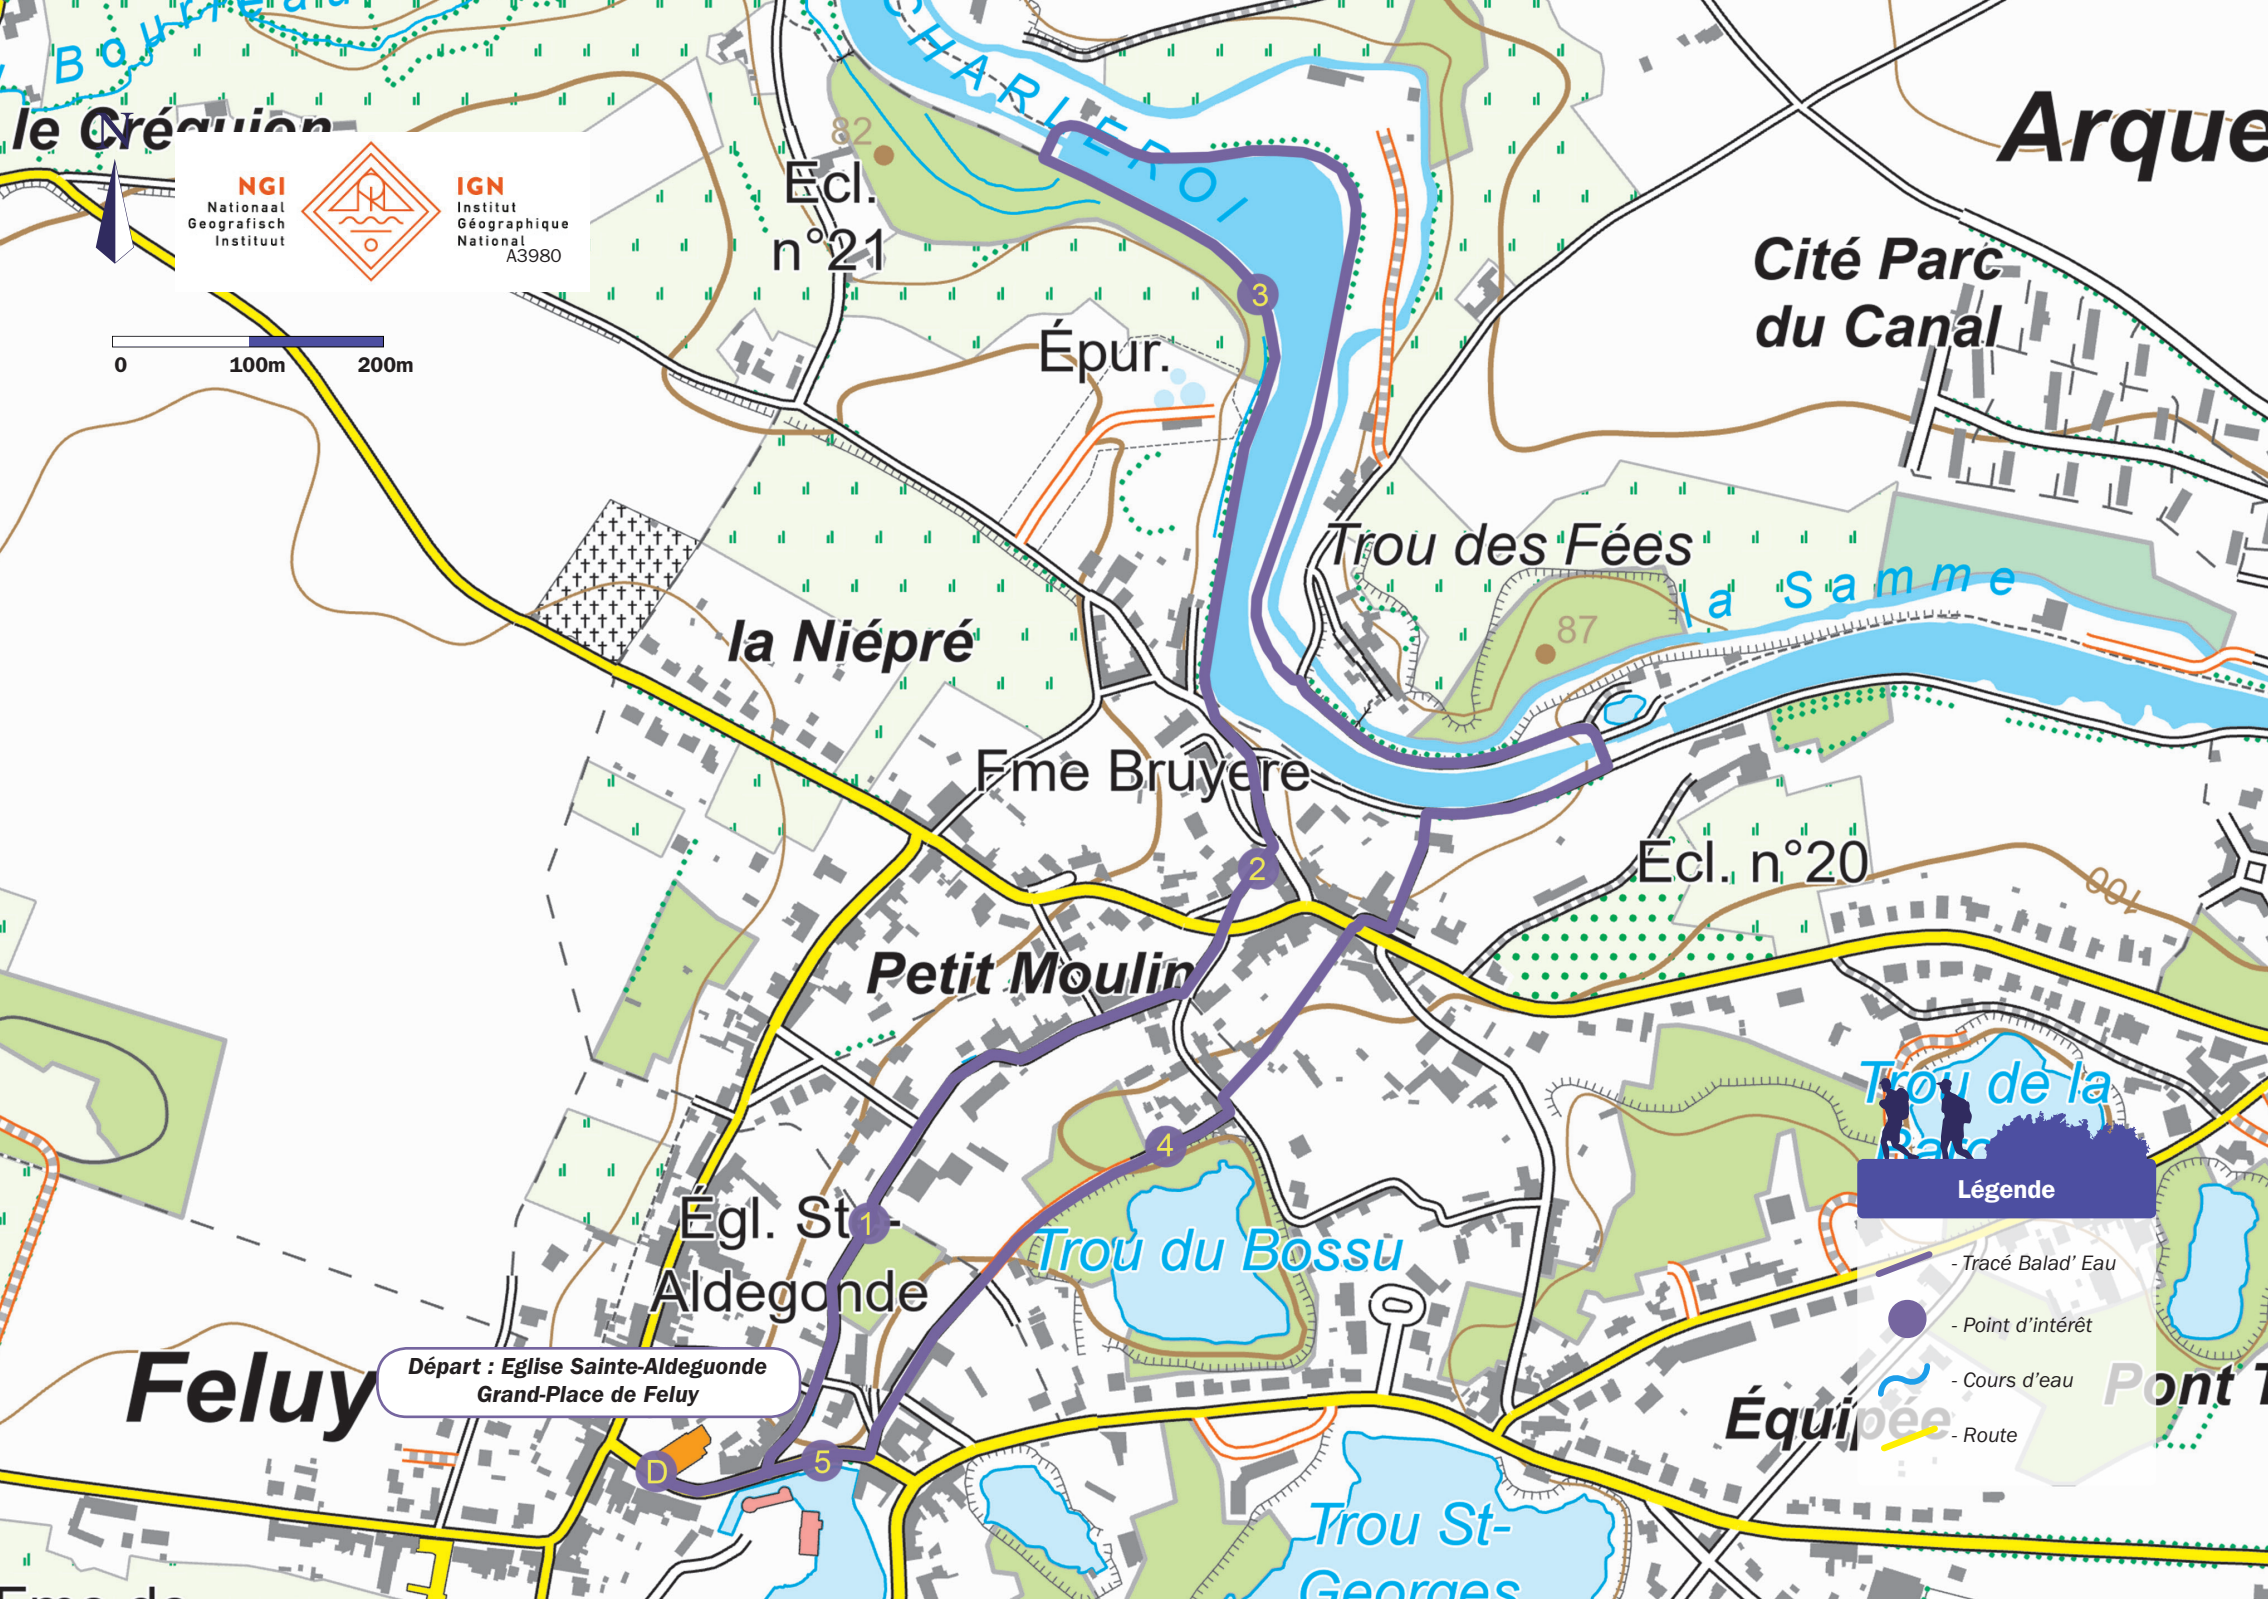 Bourreau
CHARLEROI
Arque
le Créquion
N
82
NGI
Nationaal
Geografisch
Instituut
IGN
Institut
Géographique
National
A3980
Ecl.
n°21
Cité Parc
du Canal
3
0
100m
200m
Épur.
Trou des Fées
la Samme
87
la Niépré
Fme Bruyere
2
Ecl. n°20
100
Petit Moulin
Trou de la
4
Légende
Égl. St
1
-
Aldegonde
Trou du Bossu
- Tracé Balad' Eau
- Point d'intérêt
Feluy
Départ : Eglise Sainte-Aldeguonde
Grand-Place de Feluy
- Cours d'eau
Pont T
Équipée
- Route
D
5
Trou St-
Georges